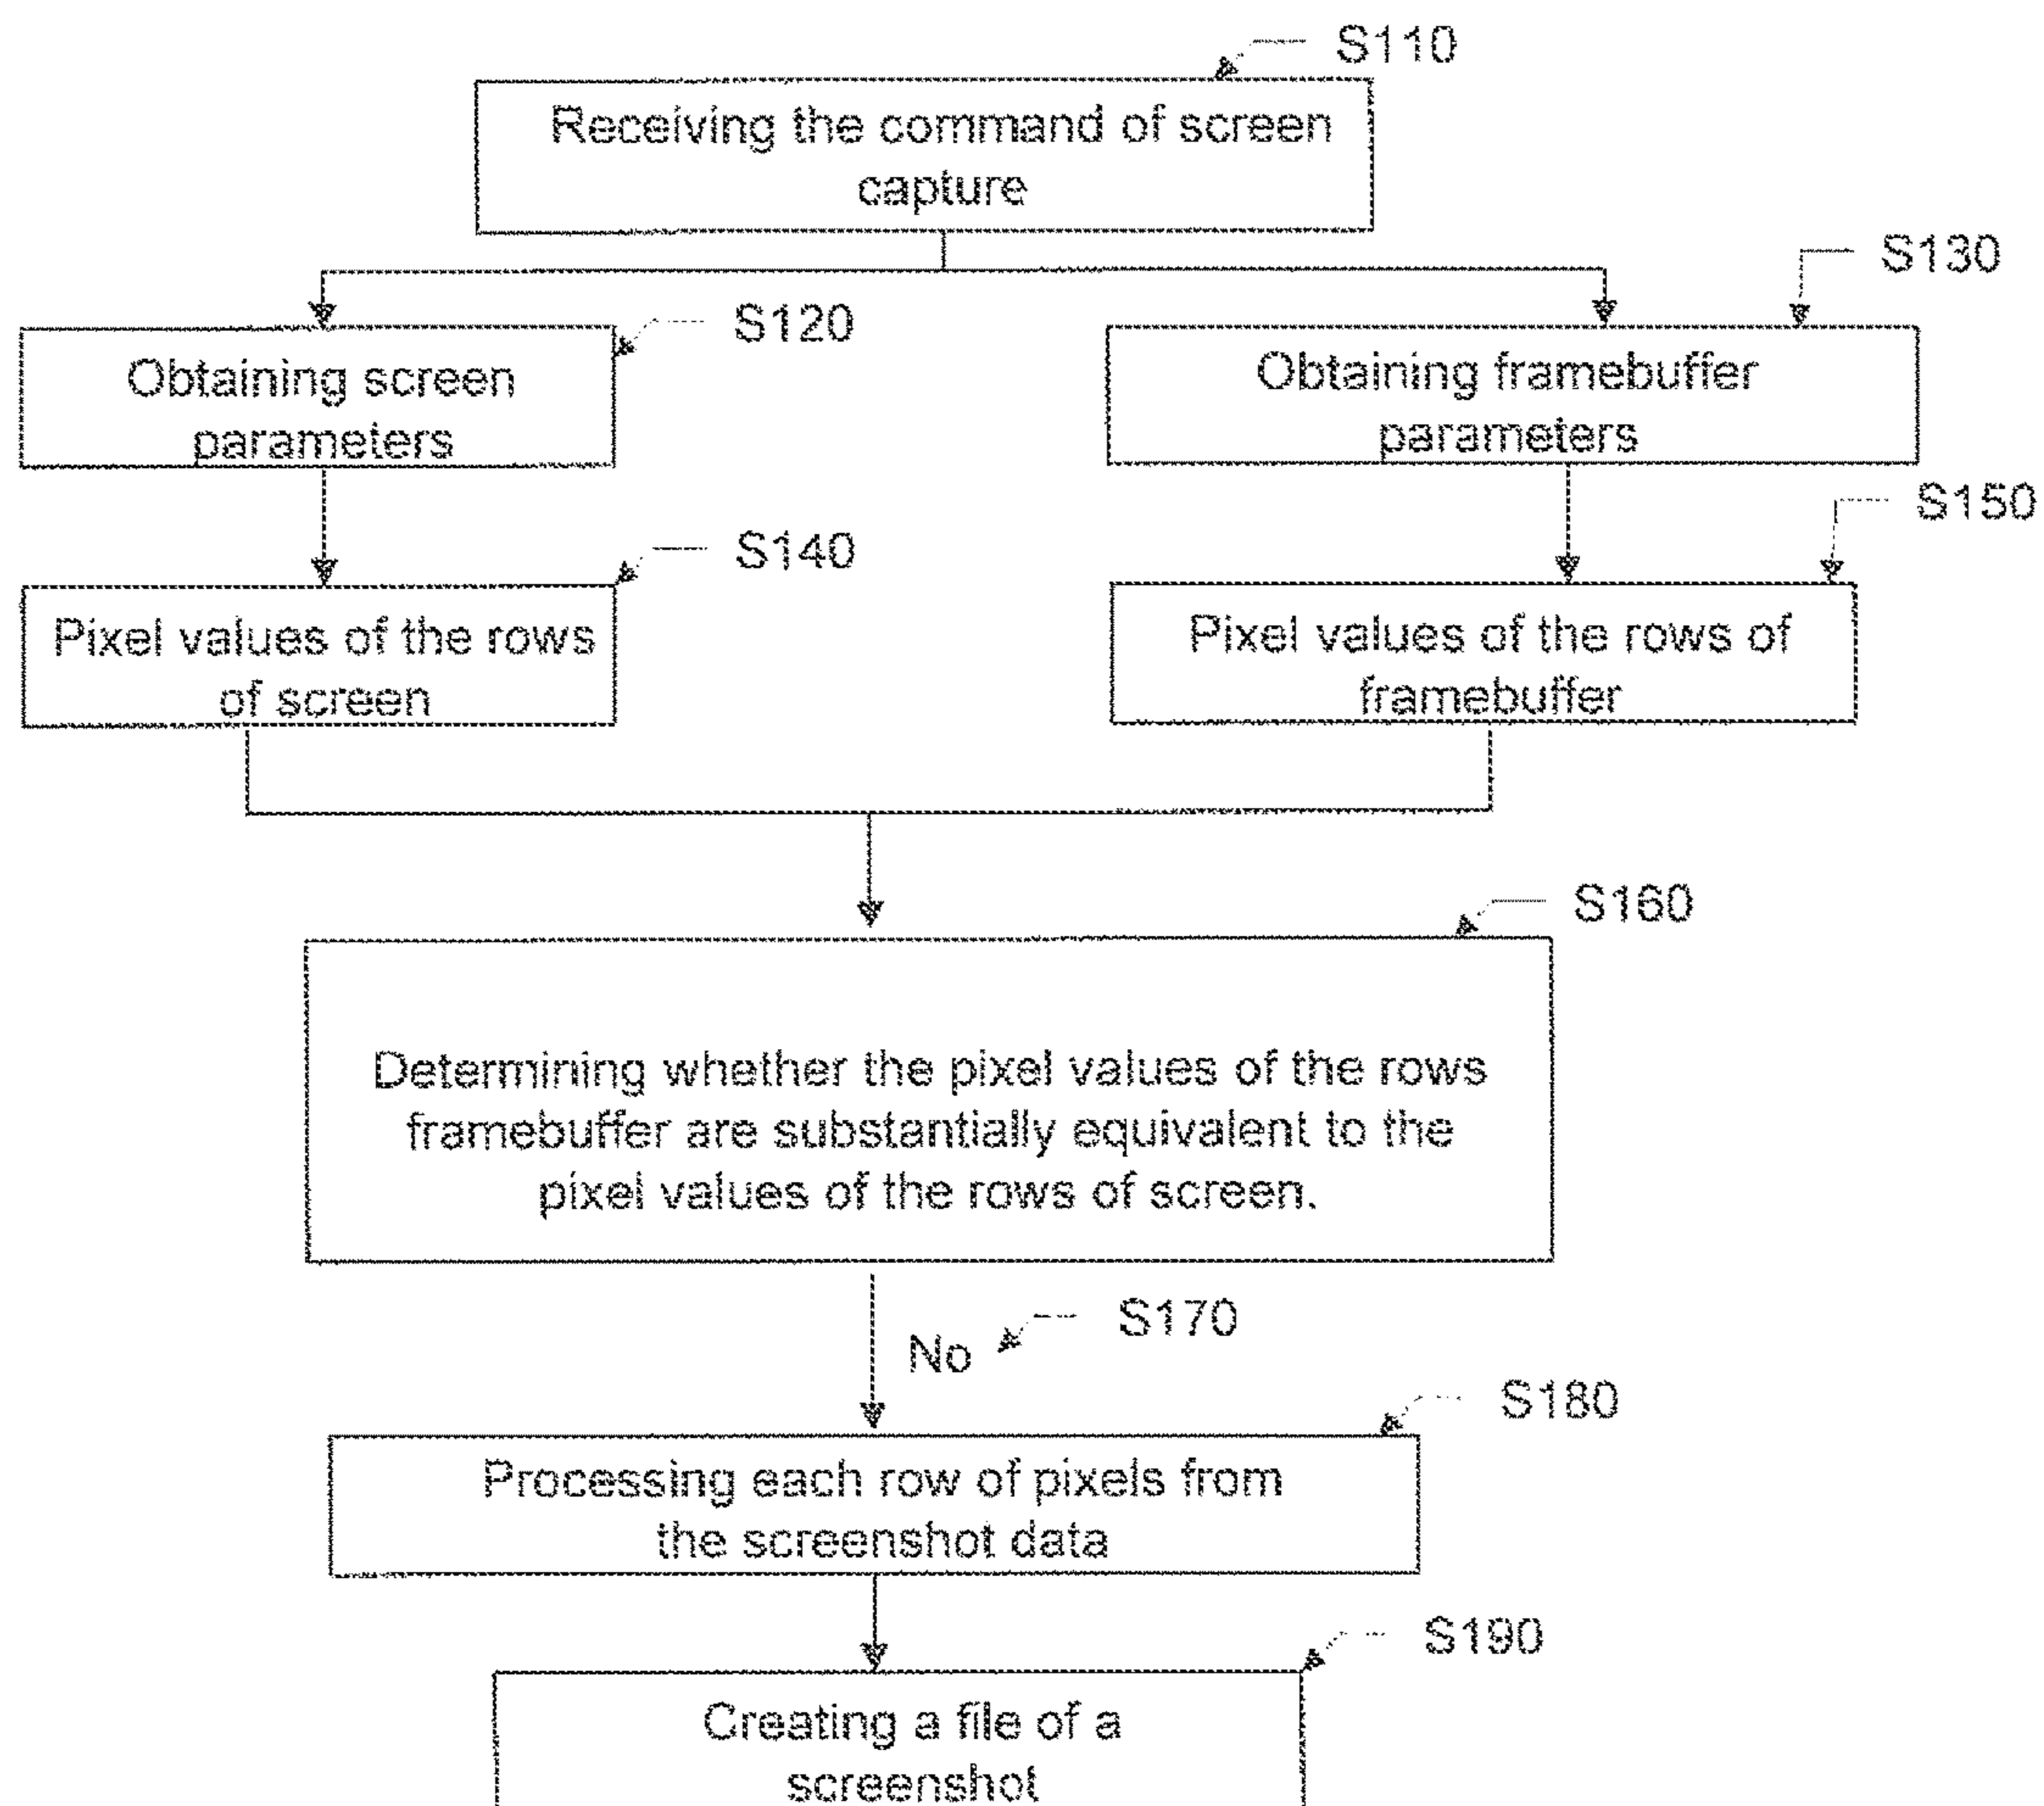 S110
Receiving the command of screen
capture
S130
S120
Obtaining screen
parameters
Obtaining framebuffer
parameters
S150
S140
Pixel values of the rows
of screen
Pixel values of the rows of
framebuffer
S160
Determining whether the pixel values of the rows
framebuffer are substantially equivalent to the
pixel values of the rows of screen.
S170
No
S180
Processing each row of pixels from
the screenshot data
S190
Creating a file of a
screenshot